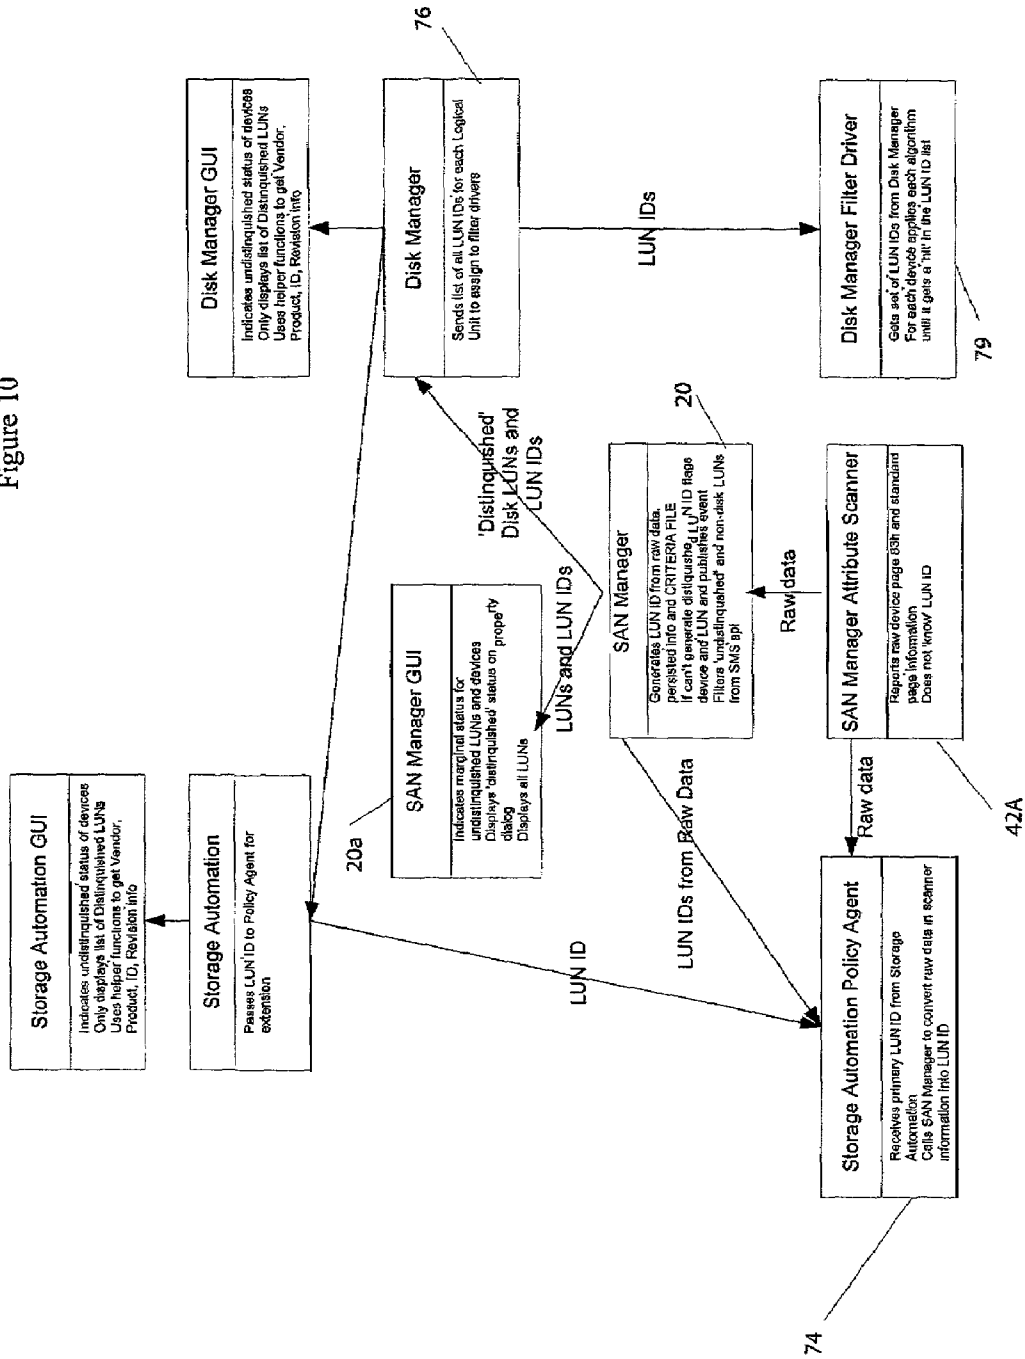 Figure 10
Storage Automation GUI
Indicates undistinguished status of devices
Only displays list of Distinquished LUNs
Uses helper functions to get Vendor,
Product, ID, Revision info
Disk Manager GUI
Indicates undistinguished status of devices
Only displays list of Distinquished LUNs
Uses helper functions to get Vendor,
Product, ID, Revision info
Storage Automation
Passes LUN ID to Policy Agent for
extension
20a
SAN Manager GUI
Indicates marginal status for
undistinquished LUNs and devices
Displays 'distinquished' status on property
dialog
Displays all LUNs
'Distinquished'
Disk LUNs and
LUN IDs
Disk Manager
Sends list of all LUN IDs for each Logical
Unit to assign to filter drivers
76
LUN ID
LUNs and LUN IDs
LUN IDs
LUN IDs from Raw Data
SAN Manager
Generates LUN ID from raw data,
persisted info and CRITERIA FILE
If can't generate distiquished LUN ID flags
device and LUN and publishes event
Filters 'undistinqushed' and non-disk LUNs
from SMS api
20
Raw data
Raw data
74
Storage Automation Policy Agent
Receives primary LUN ID from Storage
Automation
Calls SAN Manager to convert raw data in scanner
information into LUN ID
42A
SAN Manager Attribute Scanner
Reports raw device page 83h and standard
page information
Does not 'know' LUN ID
Disk Manager Filter Driver
Gets set of LUN IDs from Disk Manager
For each device applies each algorithm
until it gets a 'hit' in the LUN ID list
79